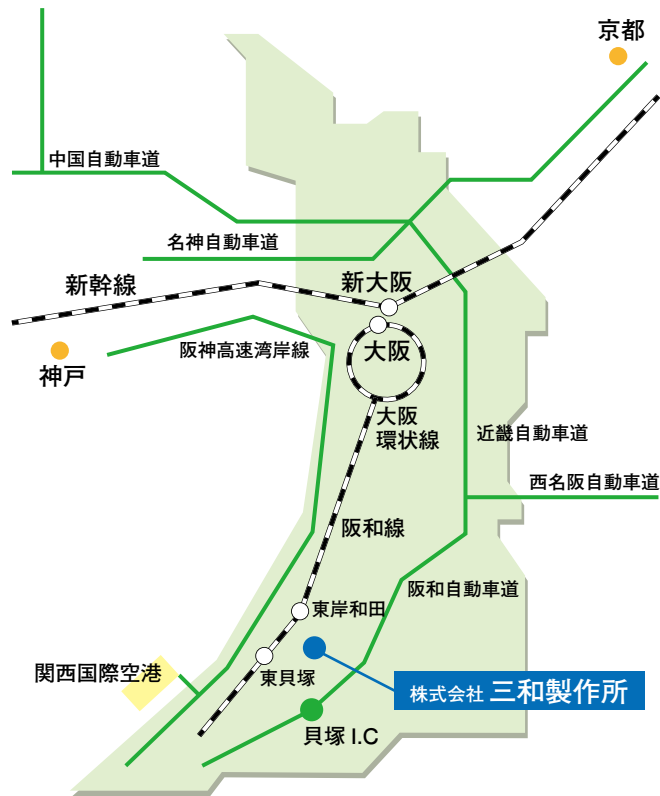 京都
中国自動車道
名神自動車道
新幹線
新大阪
阪神高速湾岸線
大阪
神戸
大阪
環状線
近畿自動車道
西名阪自動車道
阪和線
阪和自動車道
東岸和田
関西国際空港
東貝塚
株式会社 三和製作所
貝塚 I.C